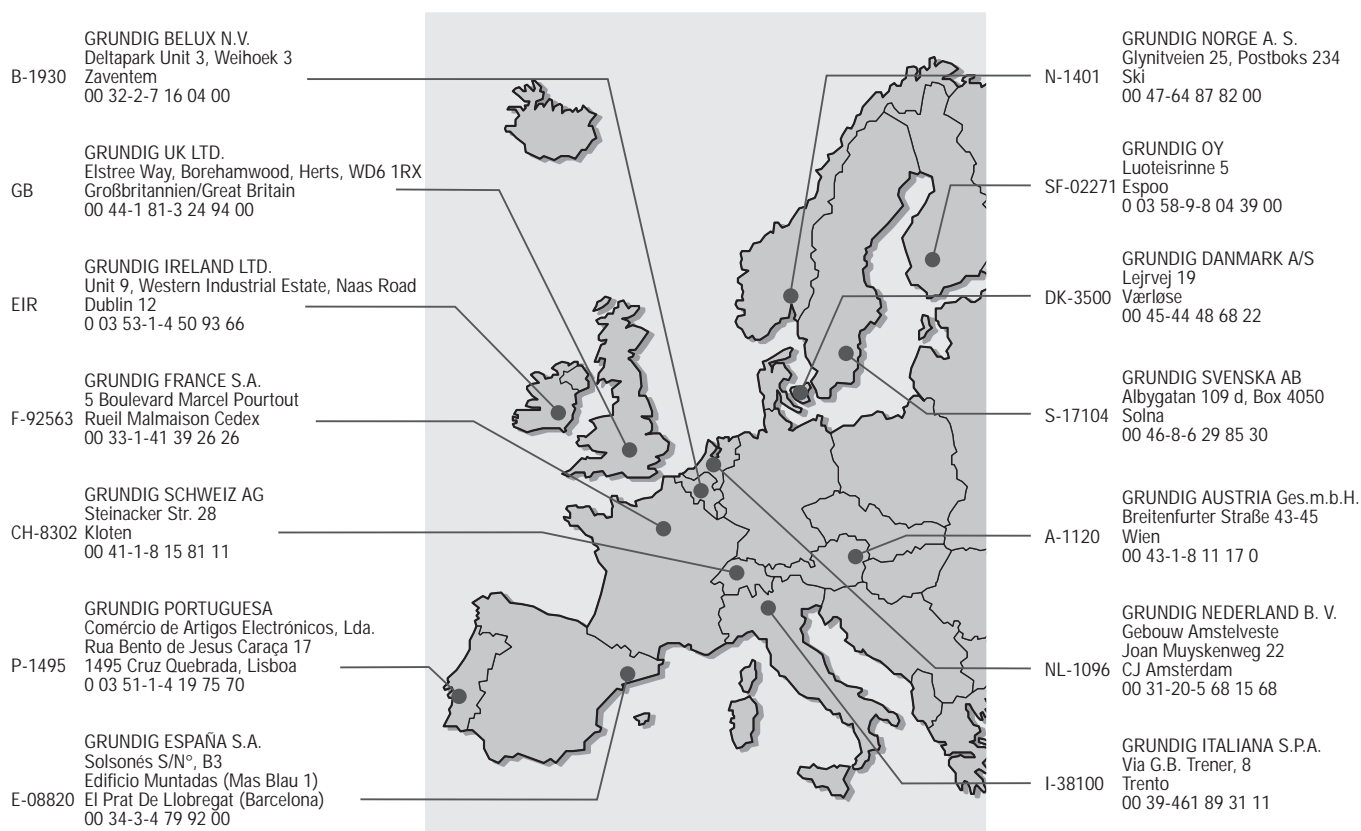 GRUNDIG BELUX N.V.
Deltapark Unit 3, Weihoek 3
B-1930 Zaventem
00 32-2-7 16 04 00
GRUNDIG UK LTD.
Elstree Way, Borehamwood, Herts, WD6 1RX
GB Großbritannien/Great Britain
00 44-1 81-3 24 94 00
GRUNDIG IRELAND LTD.
Unit 9, Western Industrial Estate, Naas Road
EIR Dublin 12
0 03 53-1-4 50 93 66
GRUNDIG FRANCE S.A.
5 Boulevard Marcel Pourtout
F-92563 Rueil Malmaison Cedex
00 33-1-41 39 26 26
GRUNDIG SCHWEIZ AG
Steinacker Str. 28
CH-8302 Kloten
00 41-1-8 15 81 11
GRUNDIG PORTUGUESA
Comércio de Artigos Electrónicos, Lda.
Rua Bento de Jesus Caraça 17
P-1495 1495 Cruz Quebrada, Lisboa
0 03 51-1-4 19 75 70
GRUNDIG ESPAÑA S.A.
Solsonés S/N°, B3
Edificio Muntadas (Mas Blau 1)
E-08820 El Prat De Llobregat (Barcelona)
00 34-3-4 79 92 00
GRUNDIG NORGE A. S.
Glynitveien 25, Postboks 234
N-1401 Ski
00 47-64 87 82 00
GRUNDIG OY
Luoteisrinne 5
SF-02271 Espoo
0 03 58-9-8 04 39 00
GRUNDIG DANMARK A/S
Lejrvej 19
DK-3500 Værløse
00 45-44 48 68 22
GRUNDIG SVENSKA AB
Albygatan 109 d, Box 4050
S-17104 Solna
00 46-8-6 29 85 30
GRUNDIG AUSTRIA Ges.m.b.H.
Breitenfurter Straße 43-45
A-1120 Wien
00 43-1-8 11 17 0
GRUNDIG NEDERLAND B. V.
Gebouw Amstelveste
Joan Muyskenweg 22
NL-1096 CJ Amsterdam
00 31-20-5 68 15 68
GRUNDIG ITALIANA S.P.A.
Via G.B. Trener, 8
I-38100 Trento
00 39-461 89 31 11